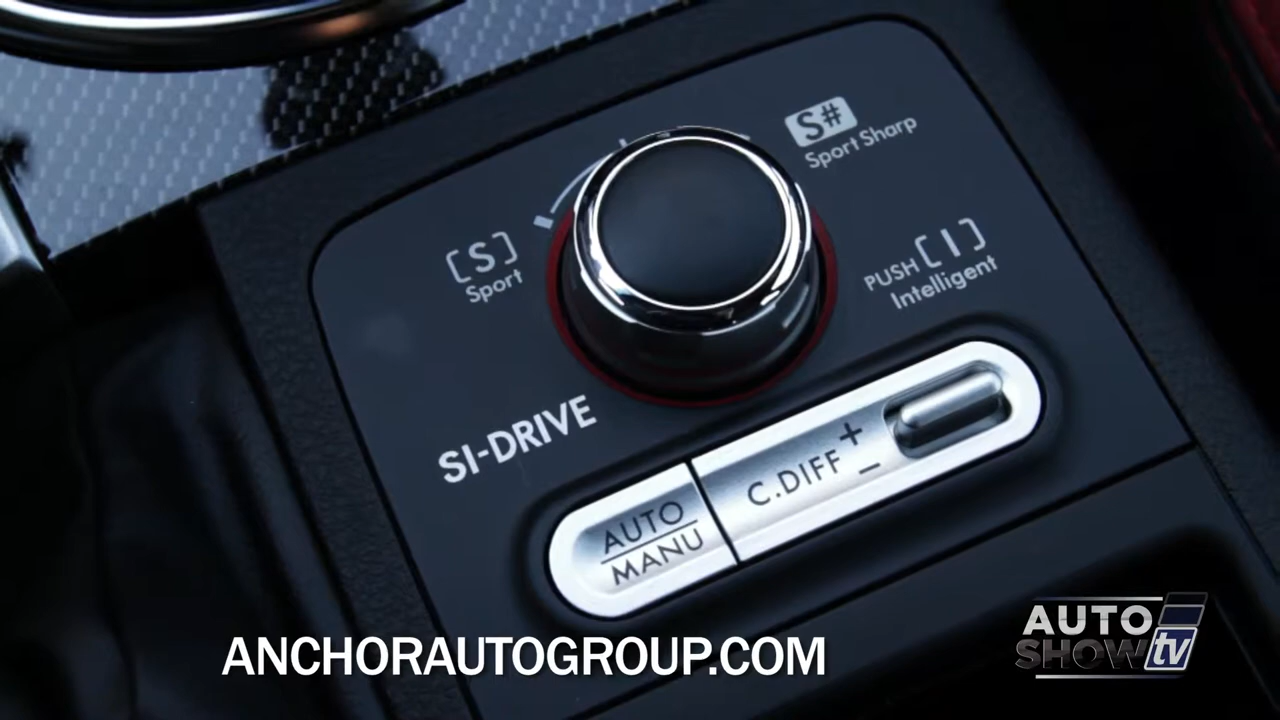 S#
Sport Sharp
[S]
Sport
PUSH [I]
Intelligent
SI-DRIVE
C.DIFF + −
AUTO
MANU
ANCHORAUTOGROUP.COM
AUTO
SHOW tv